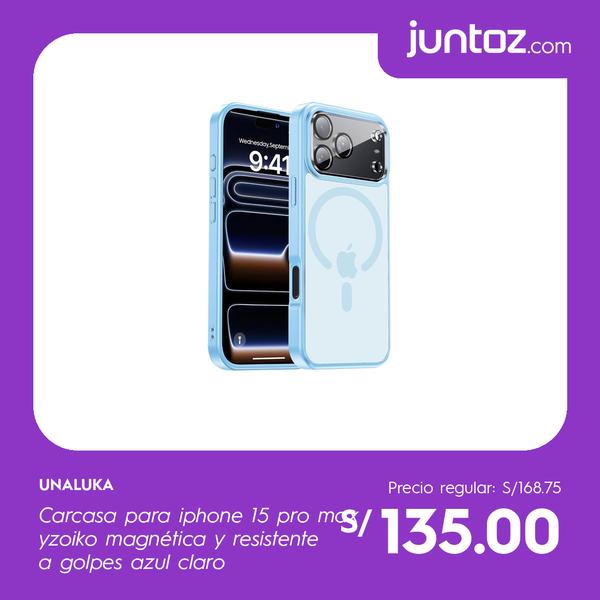 juntoz.com
Wednesday, Septem
9:41
UNALUKA
Precio regular: S/168.75
Carcasa para iphone 15 pro max
yzoiko magnética y resistente
a golpes azul claro
S/ 135.00